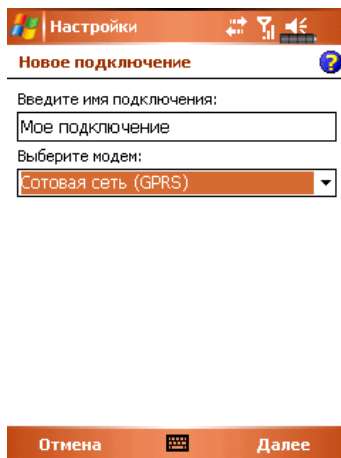 Настройки
Новое подключение
Введите имя подключения:
Мое подключение
Выберите модем:
Сотовая сеть (GPRS)
Отмена
Далее